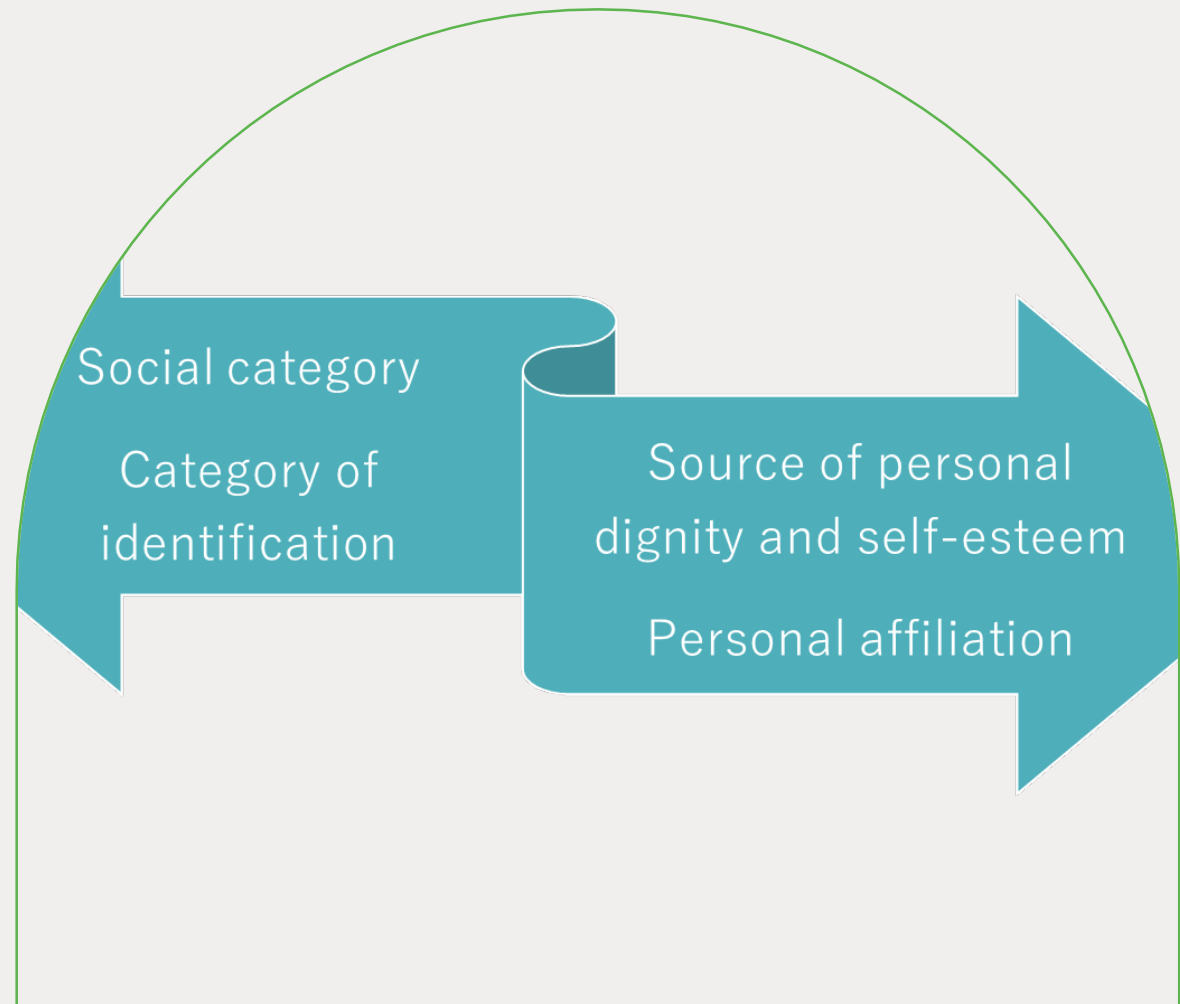 Social category
Category of
identification
Source of personal
dignity and self-esteem
Personal affiliation